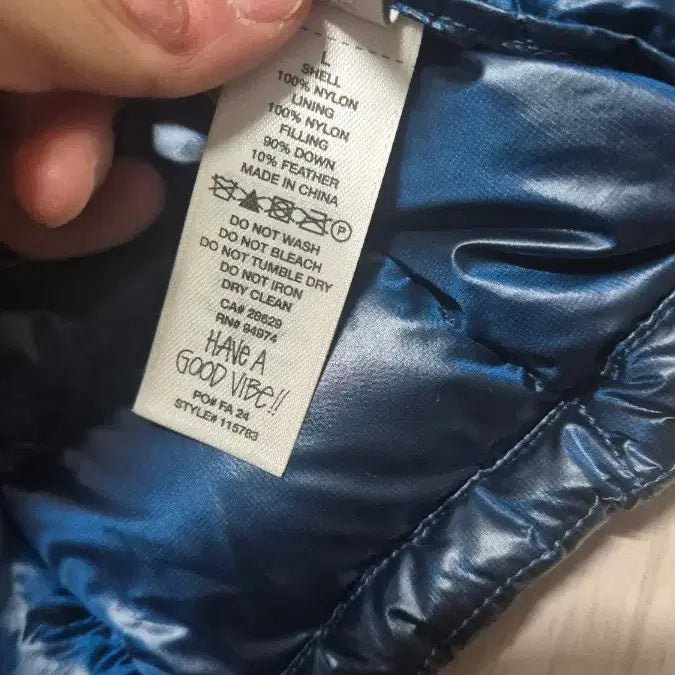 L
SHELL
100% NYLON
LINING
100% NYLON
FILLING
90% DOWN
10% FEATHER
MADE IN CHINA
P
DO NOT WASH
DO NOT BLEACH
DO NOT TUMBLE DRY
DO NOT IRON
DRY CLEAN
CA# 26629
RN# 94974
HAVE A
GOOD VIBE!!
PO# FA 24
STYLE# 115783